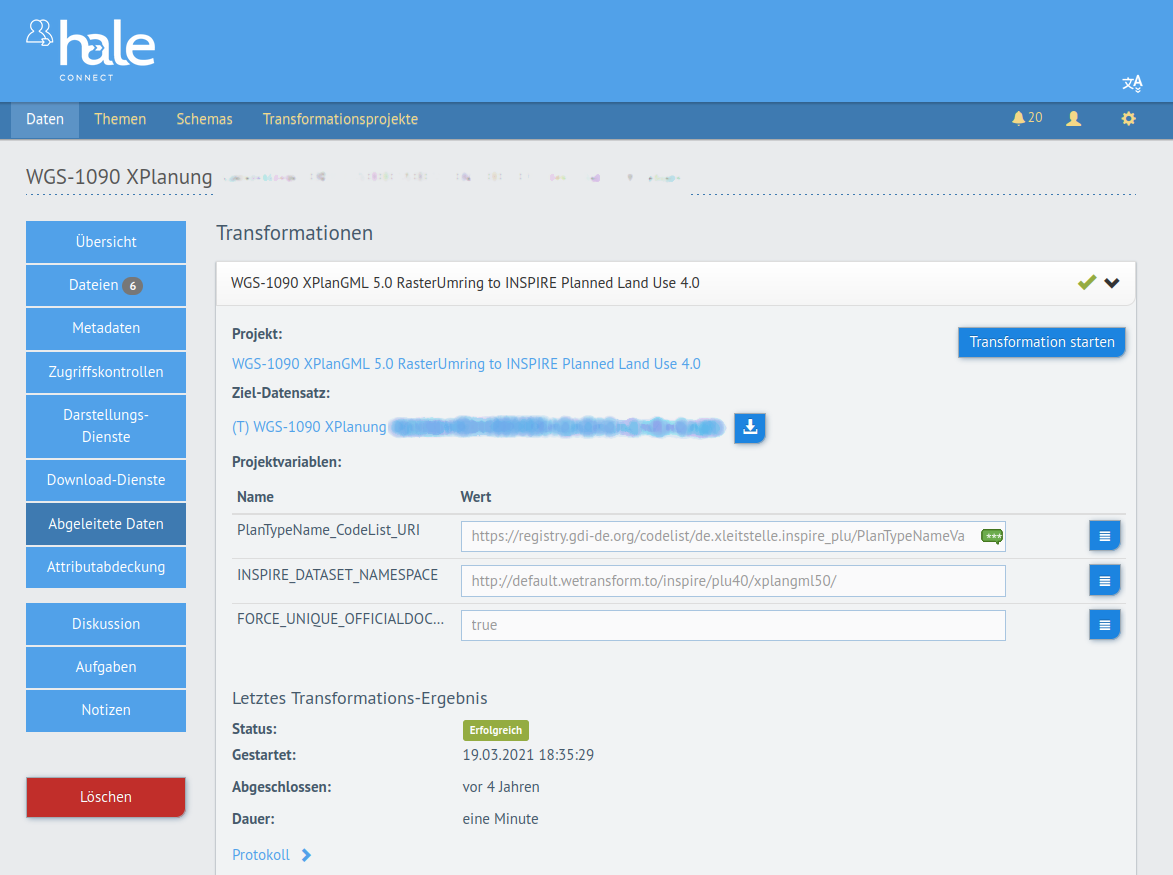 hale
CONNECT
Daten Themen Schemas Transformationsprojekte 20
WGS-1090 XPlanung
Übersicht
Dateien 6
Metadaten
Zugriffskontrollen
Darstellungs-
Dienste
Download-Dienste
Abgeleitete Daten
Attributabdeckung
Diskussion
Aufgaben
Notizen
Löschen
Transformationen
WGS-1090 XPlanGML 5.0 RasterUmring to INSPIRE Planned Land Use 4.0
Projekt:
Transformation starten
WGS-1090 XPlanGML 5.0 RasterUmring to INSPIRE Planned Land Use 4.0
Ziel-Datensatz:
(T) WGS-1090 XPlanung
Projektvariablen:
Name Wert
PlanTypeName_CodeList_URI https://registry.gdi-de.org/codelist/de.xleitstelle.inspire_plu/PlanTypeNameVa
INSPIRE_DATASET_NAMESPACE http://default.wetransform.to/inspire/plu40/xplangml50/
FORCE_UNIQUE_OFFICIALDOC... true
Letztes Transformations-Ergebnis
Status: Erfolgreich
Gestartet: 19.03.2021 18:35:29
Abgeschlossen: vor 4 Jahren
Dauer: eine Minute
Protokoll